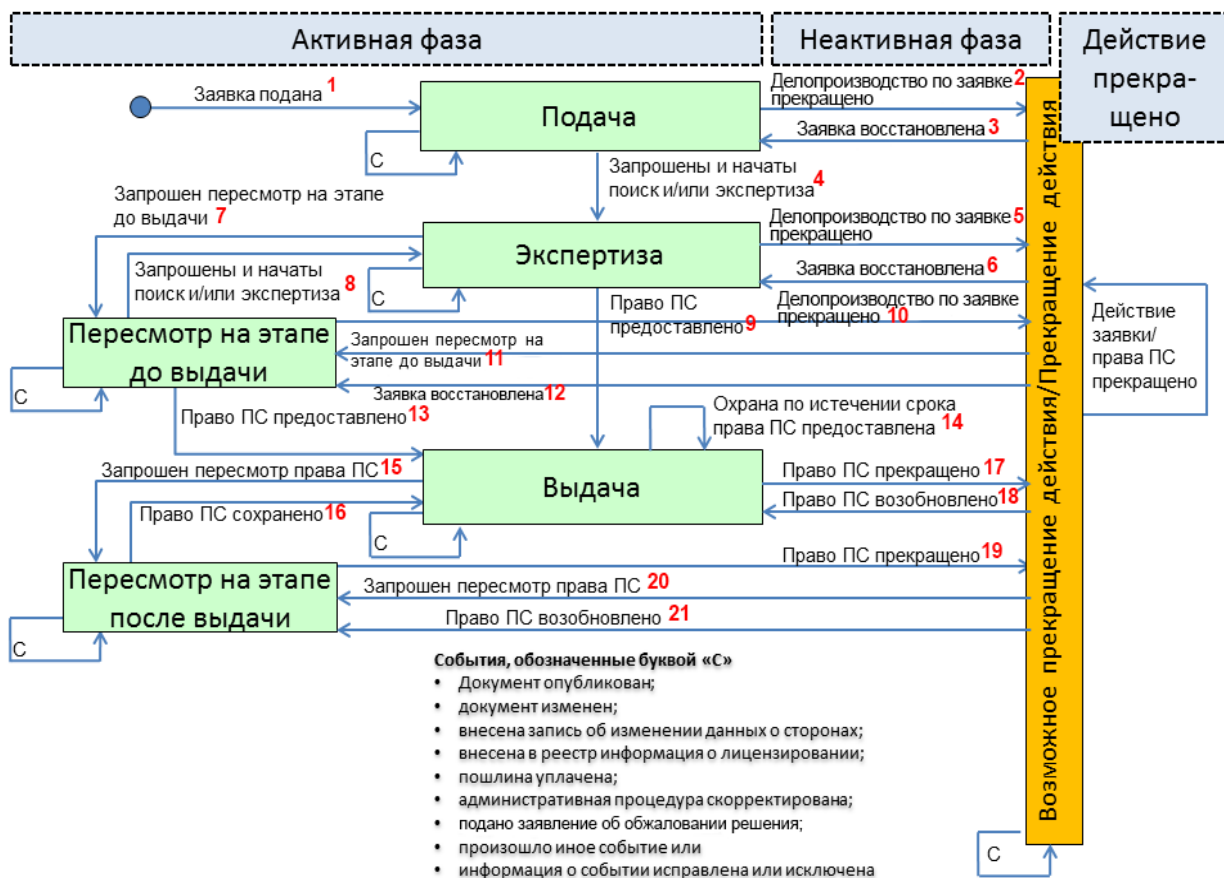 Активная фаза
Неактивная фаза
Действие
прекра-
щено
Заявка подана 1
Подача
Делопроизводство по заявке 2
прекращено
Заявка восстановлена 3
С
Запрошены и начаты
поиск и/или экспертиза 4
Запрошен пересмотр на этапе
до выдачи 7
Экспертиза
Делопроизводство по заявке 5
прекращено
Заявка восстановлена 6
Запрошены и начаты
поиск и/или экспертиза 8
С
Право ПС
предоставлено 9
Делопроизводство по заявке
прекращено 10
Пересмотр на этапе
до выдачи
Запрошен пересмотр на
этапе до выдачи 11
Заявка восстановлена 12
С
Право ПС предоставлено 13
Охрана по истечении срока
права ПС предоставлена 14
Действие
заявки/
права ПС
прекращено
Запрошен пересмотр права ПС 15
Выдача
Право ПС прекращено 17
Право ПС возобновлено 18
Право ПС сохранено 16
С
Право ПС прекращено 19
Пересмотр на этапе
после выдачи
Запрошен пересмотр права ПС 20
Право ПС возобновлено 21
С
Возможное прекращение действия/Прекращение действия
События, обозначенные буквой «С»
• Документ опубликован;
• документ изменен;
• внесена запись об изменении данных о сторонах;
• внесена в реестр информация о лицензировании;
• пошлина уплачена;
• административная процедура скорректирована;
• подано заявление об обжаловании решения;
• произошло иное событие или
• информация о событии исправлена или исключена
С